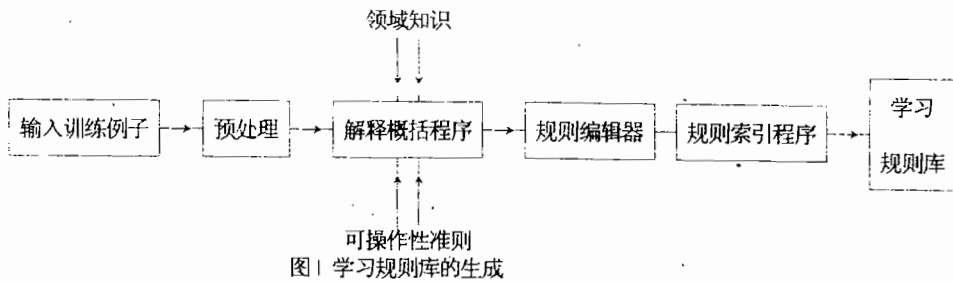 领域知识
输入训练例子
预处理
解释概括程序
规则编辑器
规则索引程序
学习
规则库
可操作性准则
图1 学习规则库的生成